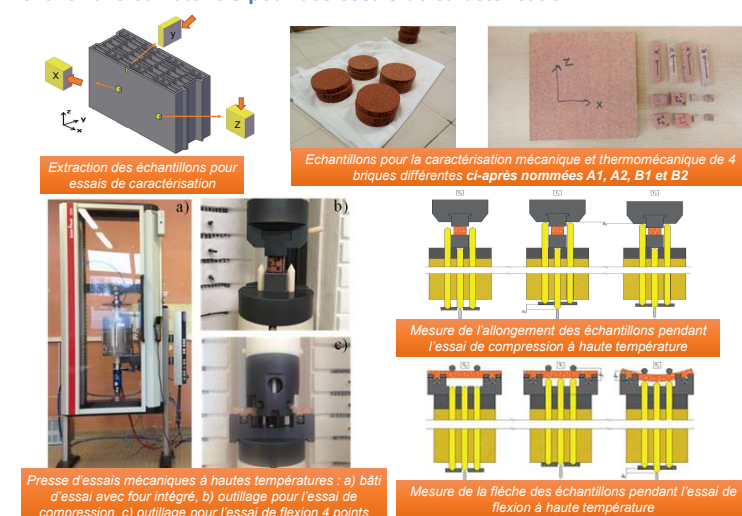 y
x
z
z
y
x
Extraction des échantillons pour
essais de caractérisation
z
x
Echantillons pour la caractérisation mécanique et thermomécanique de 4
briques différentes ci-après nommées A1, A2, B1 et B2
a)
b)
c)
Presse d'essais mécaniques à hautes températures : a) bâti
d'essai avec four intégré, b) outillage pour l'essai de
compression, c) outillage pour l'essai de flexion 4 points
Mesure de l'allongement des échantillons pendant
l'essai de compression à haute température
Mesure de la flèche des échantillons pendant l'essai de
flexion à haute température